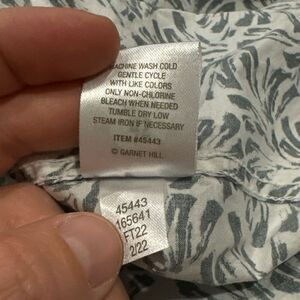 MACHINE WASH COLD
GENTLE CYCLE
WITH LIKE COLORS
ONLY NON-CHLORINE
BLEACH WHEN NEEDED
TUMBLE DRY LOW
STEAM IRON IF NECESSARY
ITEM #45443
© GARNET HILL
45443
165641
FT22
2/22